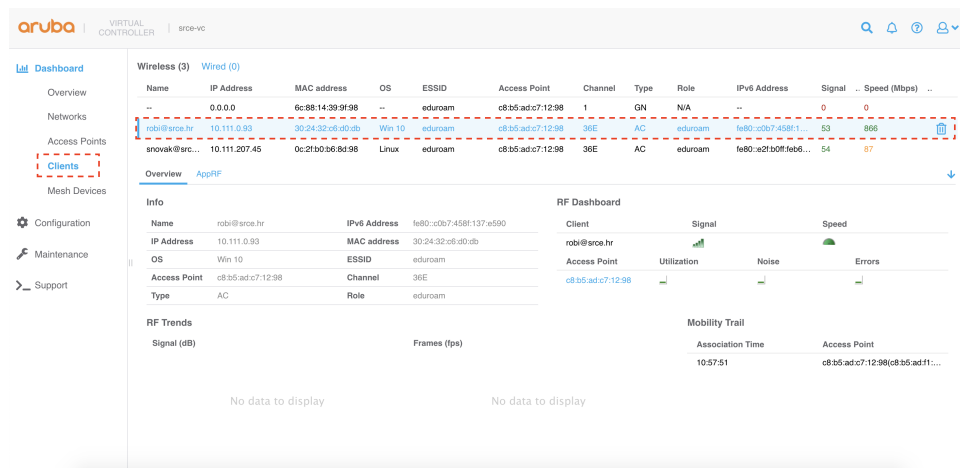 aruba VIRTUAL CONTROLLER srce-vc
Dashboard
Overview
Networks
Access Points
Clients
Mesh Devices
Configuration
Maintenance
Support
Wireless (3) Wired (0)
Name IP Address MAC address OS ESSID Access Point Channel Type Role IPv6 Address Signal .. Speed (Mbps) ..
-- 0.0.0.0 6c:88:14:39:9f:98 -- eduroam c8:b5:ad:c7:12:98 1 GN N/A -- 0 0
robi@srce.hr 10.111.0.93 30:24:32:c6:d0:db Win 10 eduroam c8:b5:ad:c7:12:98 36E AC eduroam fe80::c0b7:458f:1... 53 866
snovak@src... 10.111.207.45 0c:2f:b0:b6:8d:98 Linux eduroam c8:b5:ad:c7:12:98 36E AC eduroam fe80::e2f:b0ff:feb6... 54 87
Overview AppRF
Info
Name robi@srce.hr IPv6 Address fe80::c0b7:458f:137:e590
IP Address 10.111.0.93 MAC address 30:24:32:c6:d0:db
OS Win 10 ESSID eduroam
Access Point c8:b5:ad:c7:12:98 Channel 36E
Type AC Role eduroam
RF Dashboard
Client Signal Speed
robi@srce.hr
Access Point Utilization Noise Errors
c8:b5:ad:c7:12:98
RF Trends
Signal (dB) Frames (fps)
No data to display No data to display
Mobility Trail
Association Time Access Point
10:57:51 c8:b5:ad:c7:12:98(c8:b5:ad:f1:...